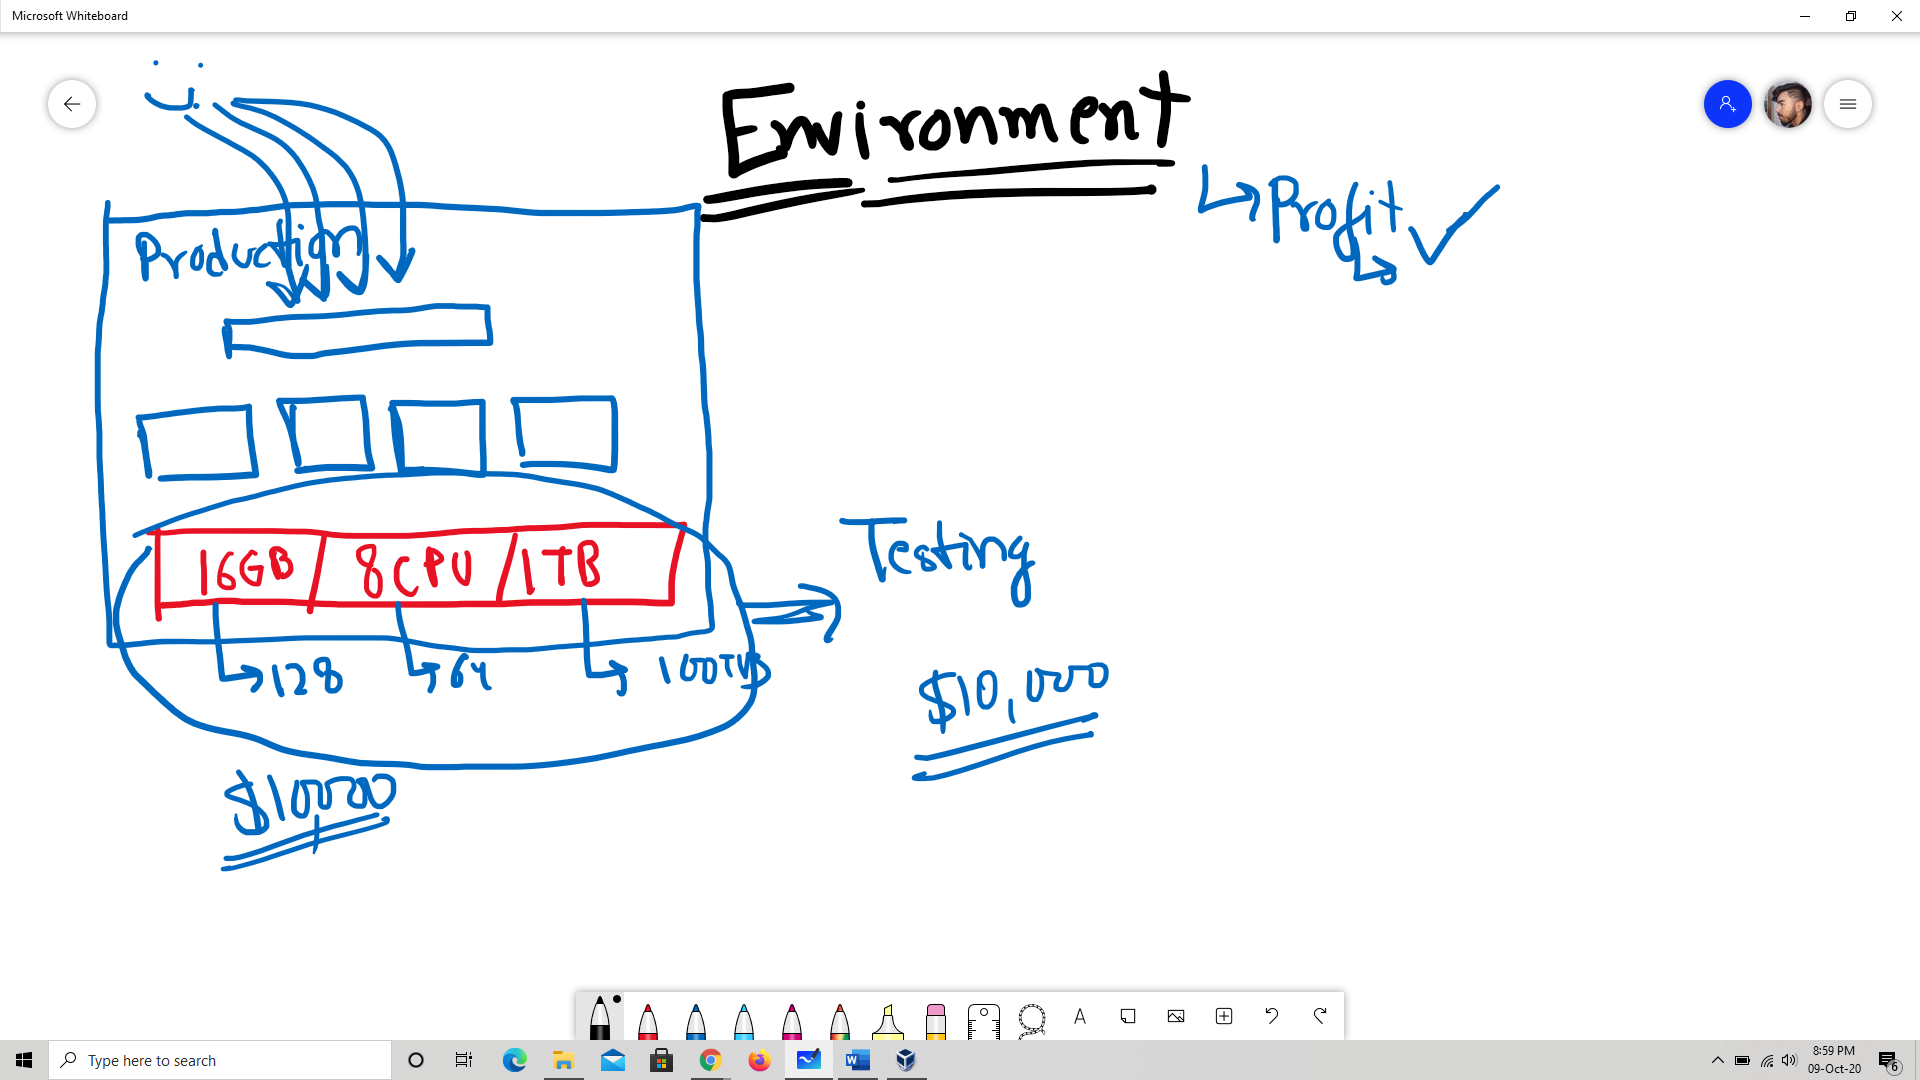 Microsoft Whiteboard
Environment
Profit
Production
16GB
8CPU
1TB
Testing
128
64
100TB
$10,000
$10000
A
W
Type here to search
8:59 PM
09-Oct-20
6